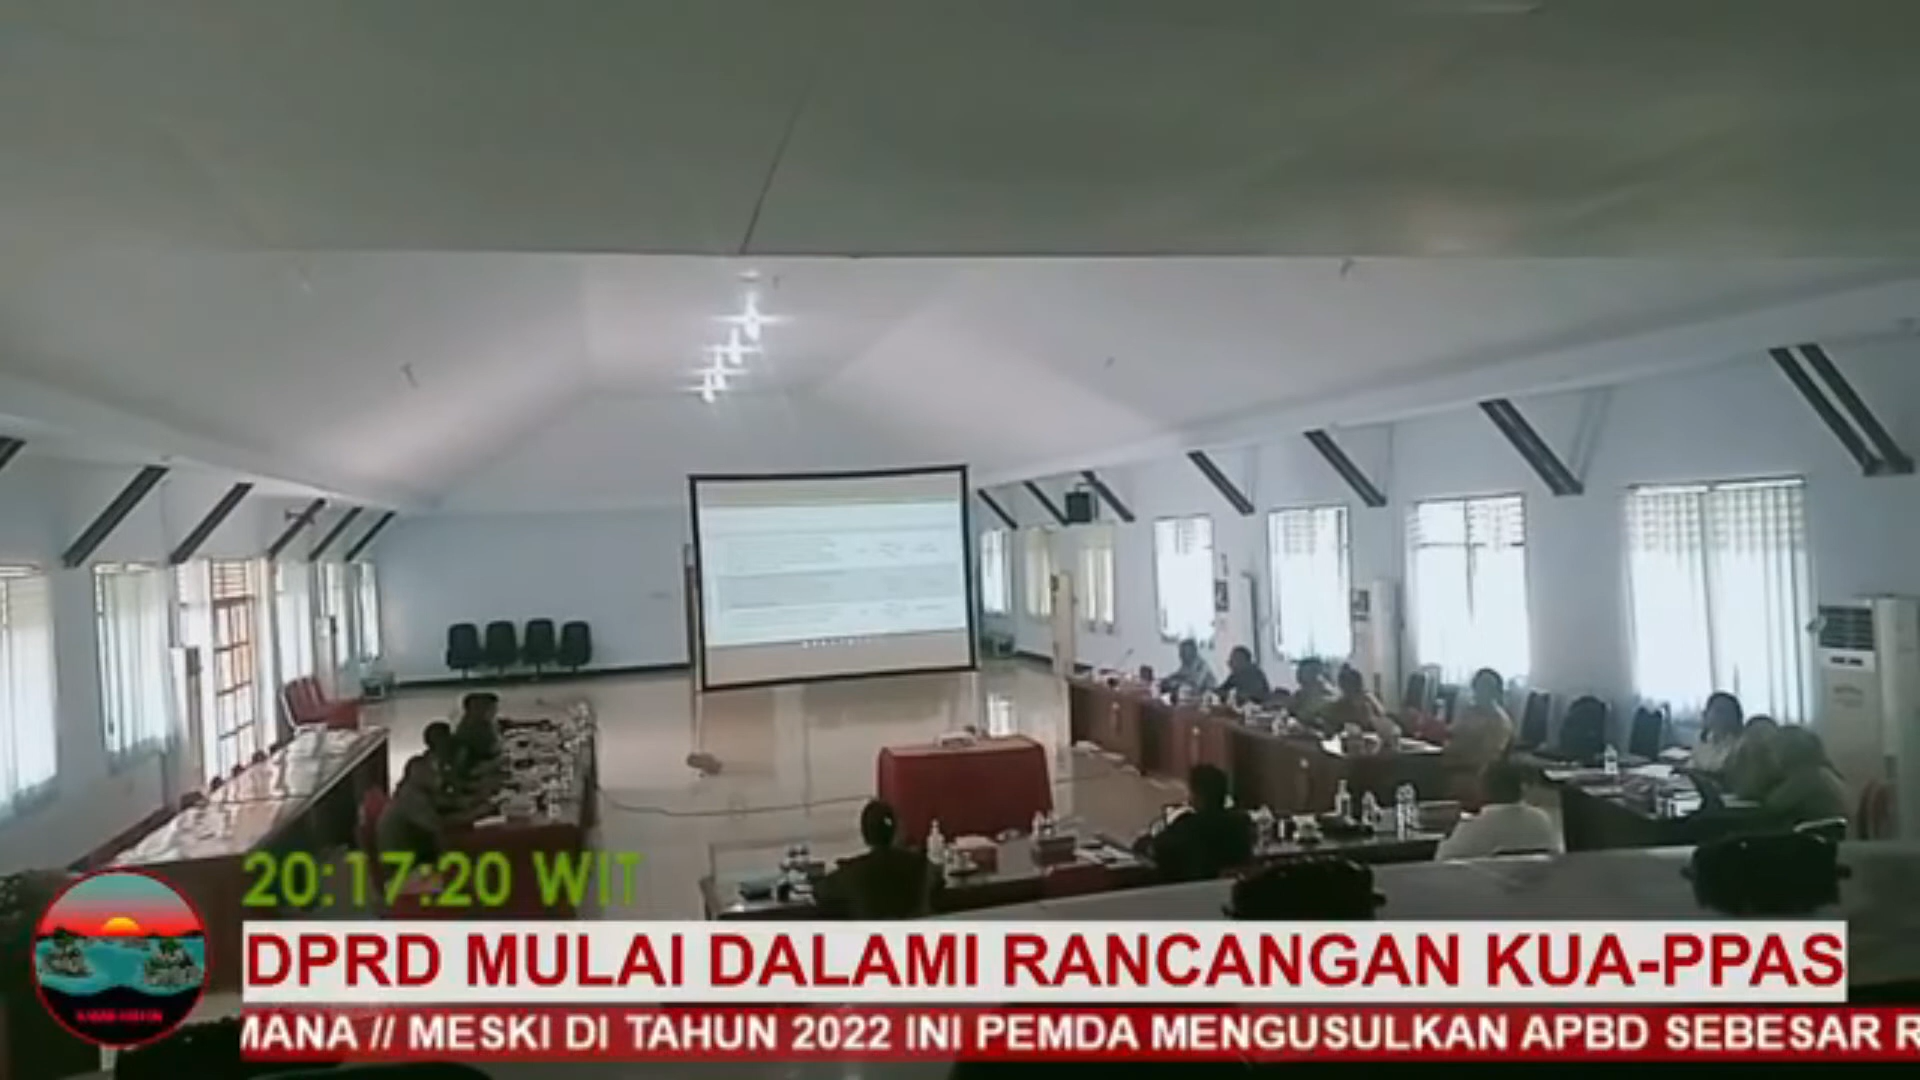 20:17:20 WIT
DPRD MULAI DALAMI RANCANGAN KUA-PPAS
MANA // MESKI DI TAHUN 2022 INI PEMDA MENGUSULKAN APBD SEBESAR R